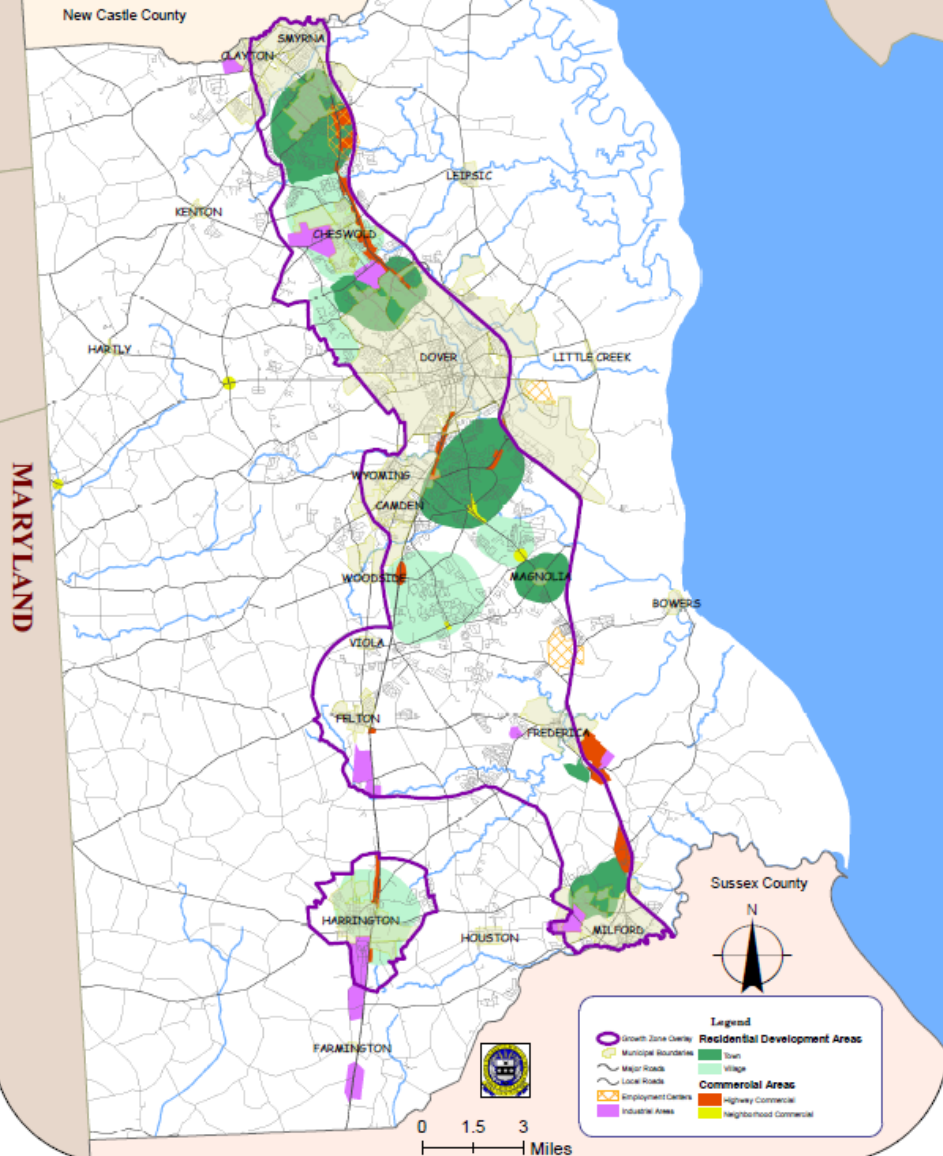 New Castle County
SMYRNA
CLAYTON
LEIPSIC
KENTON
CHESWOLD
HARTLY
DOVER
LITTLE CREEK
MARYLAND
WYOMING
CAMDEN
WOODSIDE
MAGNOLIA
BOWERS
VIOLA
FELTON
FREDERICA
Sussex County
N
HARRINGTON
HOUSTON
MILFORD
FARMINGTON
Legend
Growth Zone Overlay
Municipal Boundaries
Major Roads
Local Roads
Employment Centers
Industrial Areas
Residential Development Areas
Town
Village
Commercial Areas
Highway Commercial
Neighborhood Commercial
0 1.5 3
Miles